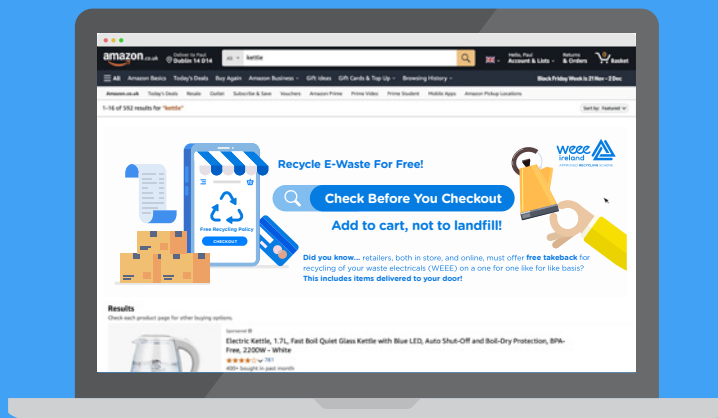 amazon.co.uk
Deliver to Paul
Dublin 14 D14
All
kettle
Hello, Paul
Account & Lists
Returns
& Orders
0
Basket
All Amazon Basics Today's Deals Buy Again Amazon Business Gift Ideas Gift Cards & Top Up Browsing History Black Friday Week is 21 Nov - 2 Dec
Amazon.co.uk Today's Deals Resale Outlet Subscribe & Save Vouchers Amazon Prime Prime Video Prime Student Mobile Apps Amazon Pickup Locations
1-16 of 592 results for "kettle"
Sort by: Featured
Recycle E-Waste For Free!
weee
ireland
APPROVED RECYCLING SCHEME
Check Before You Checkout
Add to cart, not to landfill!
Free Recycling Policy
CHECKOUT
Did you know... retailers, both in store, and online, must offer free takeback for
recycling of your waste electricals (WEEE) on a one for one like for like basis?
This includes items delivered to your door!
Results
Check each product page for other buying options.
Sponsored
Electric Kettle, 1.7L, Fast Boil Quiet Glass Kettle with Blue LED, Auto Shut-Off and Boil-Dry Protection, BPA-
Free, 2200W - White
781
400+ bought in past month